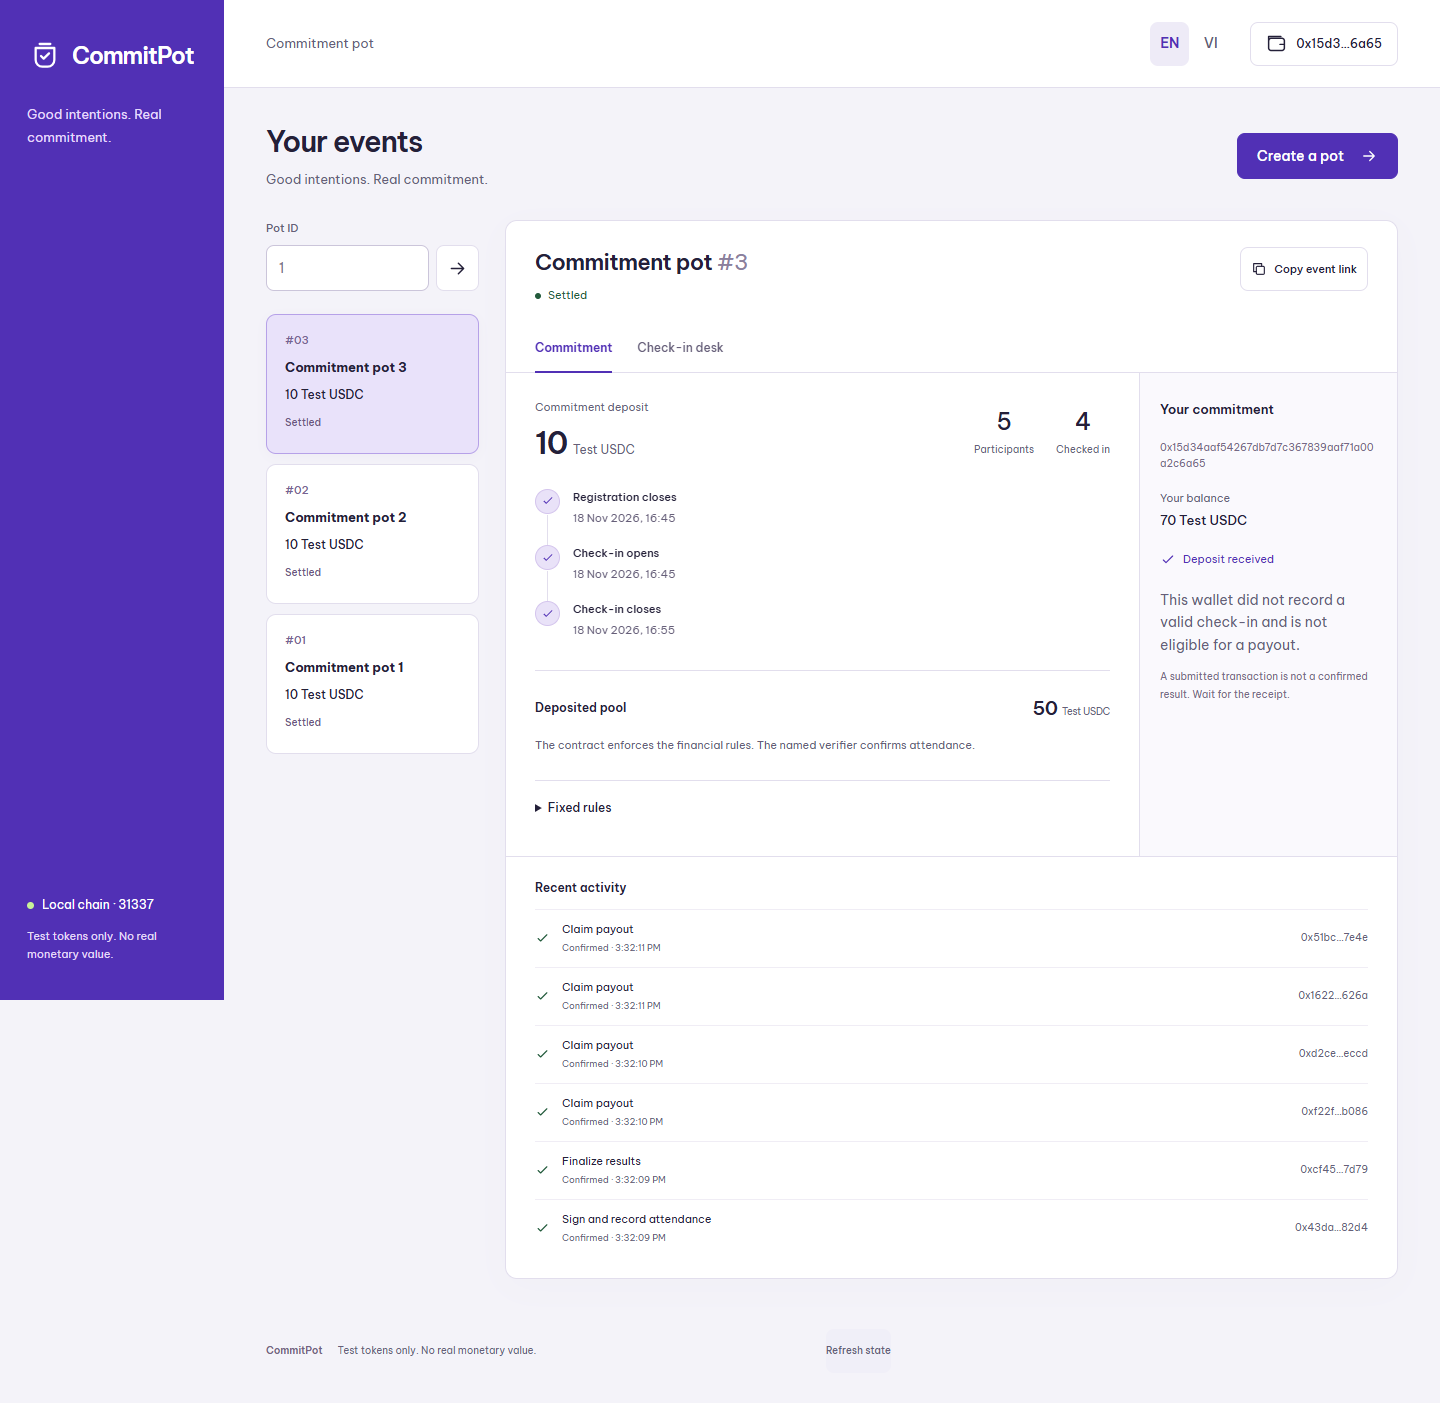 CommitPot
Good intentions. Real
commitment.
Local chain · 31337
Test tokens only. No real
monetary value.
Commitment pot
EN
VI
0x15d3...6a65
Your events
Good intentions. Real commitment.
Create a pot
Pot ID
1
#03
Commitment pot 3
10 Test USDC
Settled
#02
Commitment pot 2
10 Test USDC
Settled
#01
Commitment pot 1
10 Test USDC
Settled
Commitment pot #3
Settled
Copy event link
Commitment
Check-in desk
Commitment deposit
10 Test USDC
5
Participants
4
Checked in
Registration closes
18 Nov 2026, 16:45
Check-in opens
18 Nov 2026, 16:45
Check-in closes
18 Nov 2026, 16:55
Deposited pool
50 Test USDC
The contract enforces the financial rules. The named verifier confirms attendance.
Fixed rules
Your commitment
0x15d34aaf54267db7d7c367839aaf71a00
a2c6a65
Your balance
70 Test USDC
Deposit received
This wallet did not record a
valid check-in and is not
eligible for a payout.
A submitted transaction is not a confirmed
result. Wait for the receipt.
Recent activity
Claim payout
Confirmed · 3:32:11 PM
0x51bc...7e4e
Claim payout
Confirmed · 3:32:11 PM
0x1622...626a
Claim payout
Confirmed · 3:32:10 PM
0xd2ce...eccd
Claim payout
Confirmed · 3:32:10 PM
0xf22f...b086
Finalize results
Confirmed · 3:32:09 PM
0xcf45...7d79
Sign and record attendance
Confirmed · 3:32:09 PM
0x43da...82d4
CommitPot
Test tokens only. No real monetary value.
Refresh state